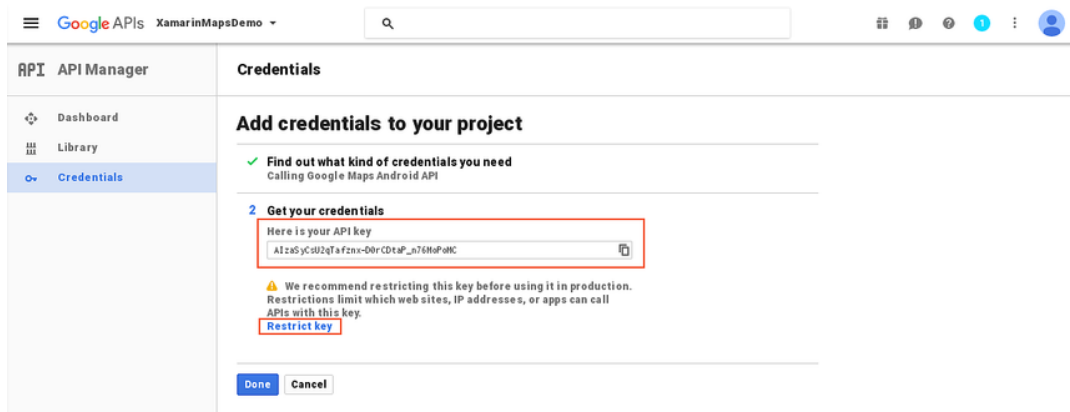 Google APIs XamarinMapsDemo
1
API API Manager
Credentials
Dashboard
Library
Credentials
Add credentials to your project
Find out what kind of credentials you need
Calling Google Maps Android API
2 Get your credentials
Here is your API key
AIzaSyCsU2qTafznx-D0rCDtaP_n76MoPoMC
We recommend restricting this key before using it in production.
Restrictions limit which web sites, IP addresses, or apps can call
APIs with this key.
Restrict key
Done Cancel